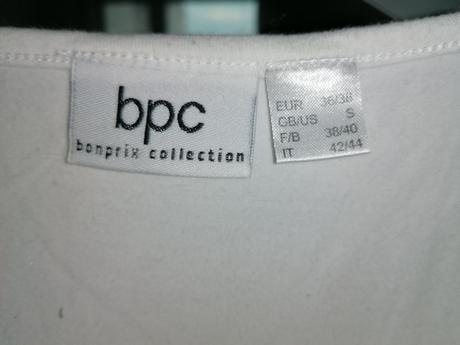 bpc
bonprix collection
EUR 36/38
GB/US S
F/B 38/40
IT 42/44